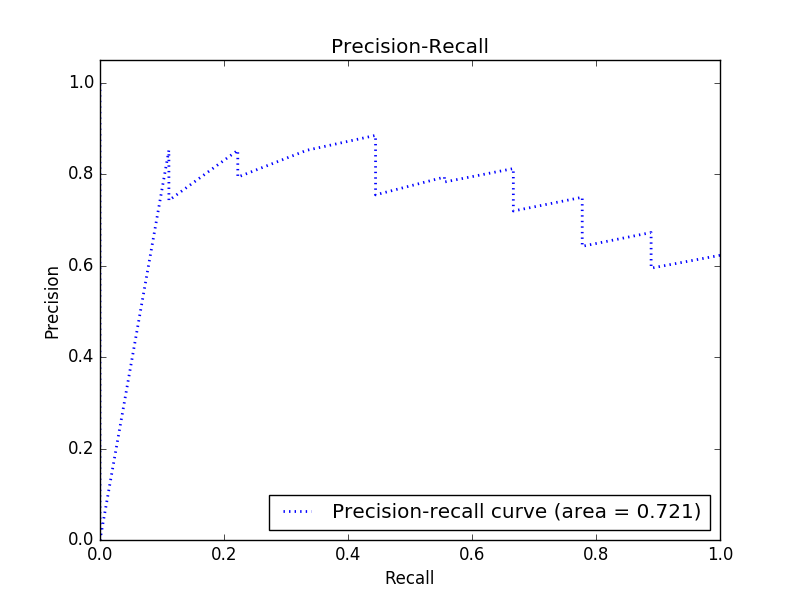 Precision-Recall
1.0
0.8
0.6
0.4
0.2
0.0
Precision
0.0 0.2 0.4 0.6 0.8 1.0
Recall
Precision-recall curve (area = 0.721)